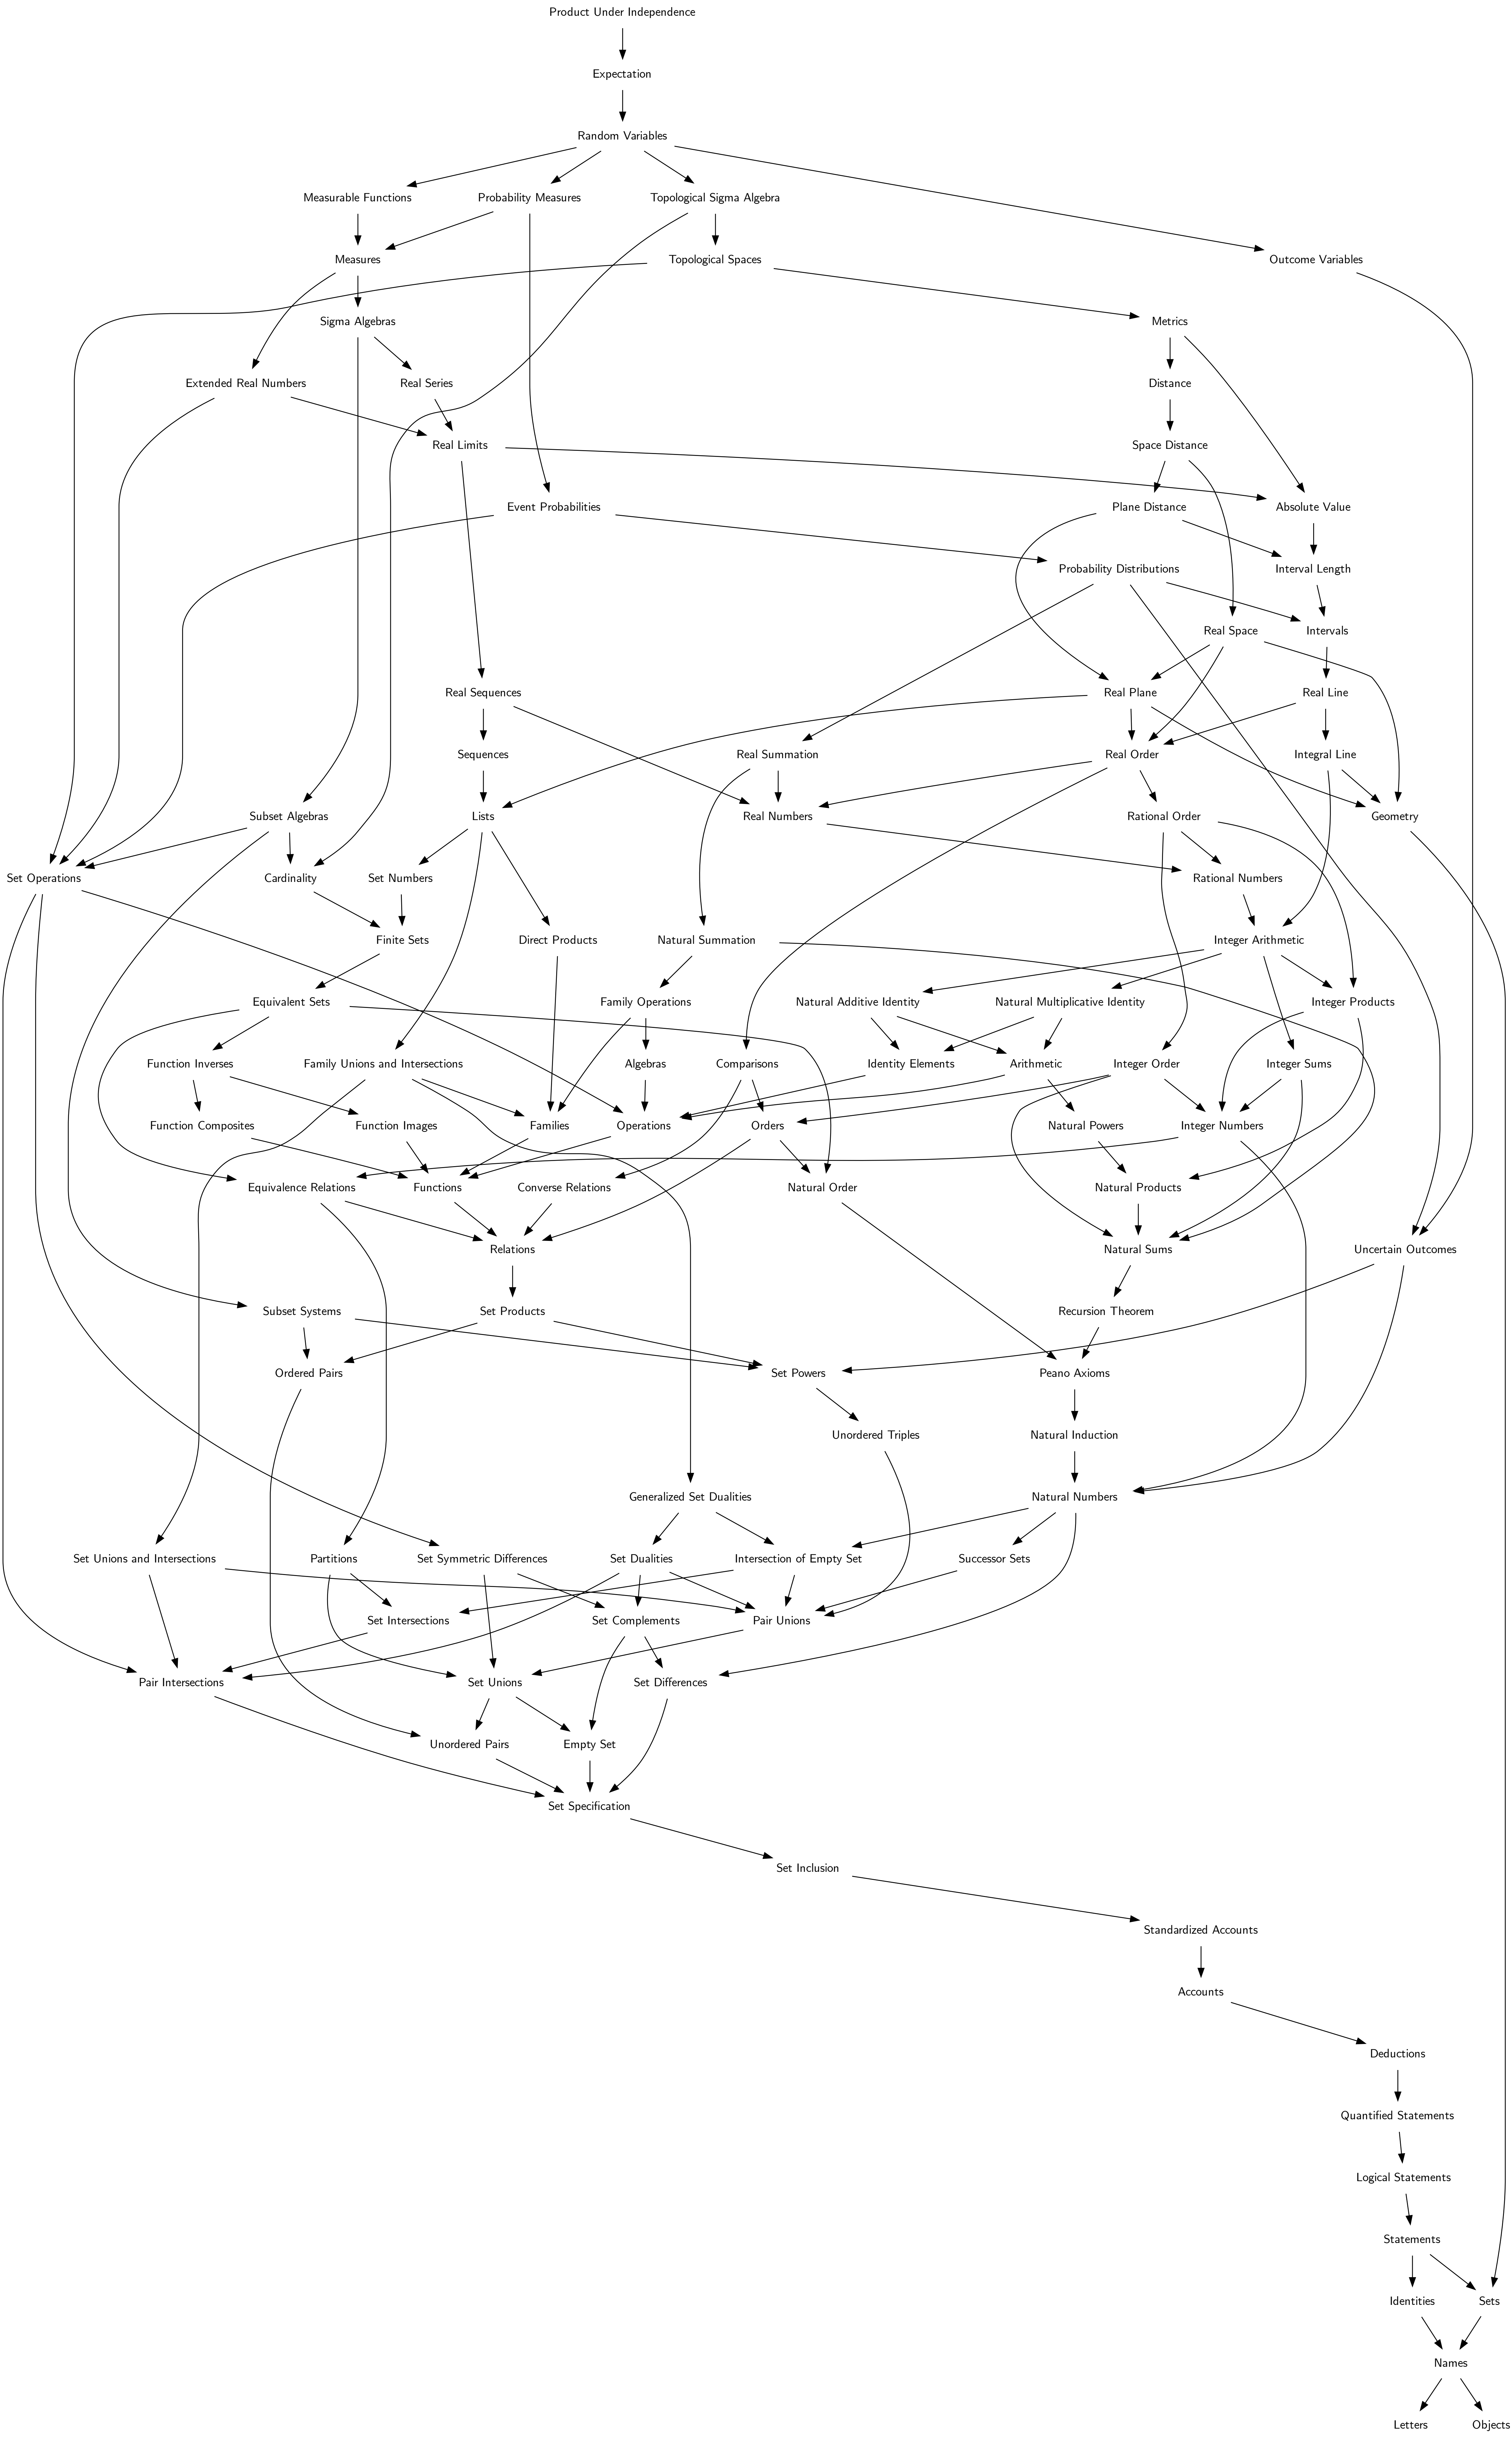 Product Under Independence
Expectation
Random Variables
Measurable Functions
Probability Measures
Topological Sigma Algebra
Measures
Topological Spaces
Outcome Variables
Sigma Algebras
Metrics
Extended Real Numbers
Real Series
Distance
Real Limits
Space Distance
Event Probabilities
Plane Distance
Absolute Value
Probability Distributions
Interval Length
Real Space
Intervals
Real Sequences
Real Plane
Real Line
Sequences
Real Summation
Real Order
Integral Line
Subset Algebras
Lists
Real Numbers
Rational Order
Geometry
Set Operations
Cardinality
Set Numbers
Rational Numbers
Finite Sets
Direct Products
Natural Summation
Integer Arithmetic
Equivalent Sets
Family Operations
Natural Additive Identity
Natural Multiplicative Identity
Integer Products
Function Inverses
Family Unions and Intersections
Algebras
Comparisons
Identity Elements
Arithmetic
Integer Order
Integer Sums
Function Composites
Function Images
Families
Operations
Orders
Natural Powers
Integer Numbers
Equivalence Relations
Functions
Converse Relations
Natural Order
Natural Products
Relations
Natural Sums
Uncertain Outcomes
Subset Systems
Set Products
Recursion Theorem
Ordered Pairs
Set Powers
Peano Axioms
Unordered Triples
Natural Induction
Generalized Set Dualities
Natural Numbers
Set Unions and Intersections
Partitions
Set Symmetric Differences
Set Dualities
Intersection of Empty Set
Successor Sets
Set Intersections
Set Complements
Pair Unions
Pair Intersections
Set Unions
Set Differences
Unordered Pairs
Empty Set
Set Specification
Set Inclusion
Standardized Accounts
Accounts
Deductions
Quantified Statements
Logical Statements
Statements
Identities
Sets
Names
Letters
Objects